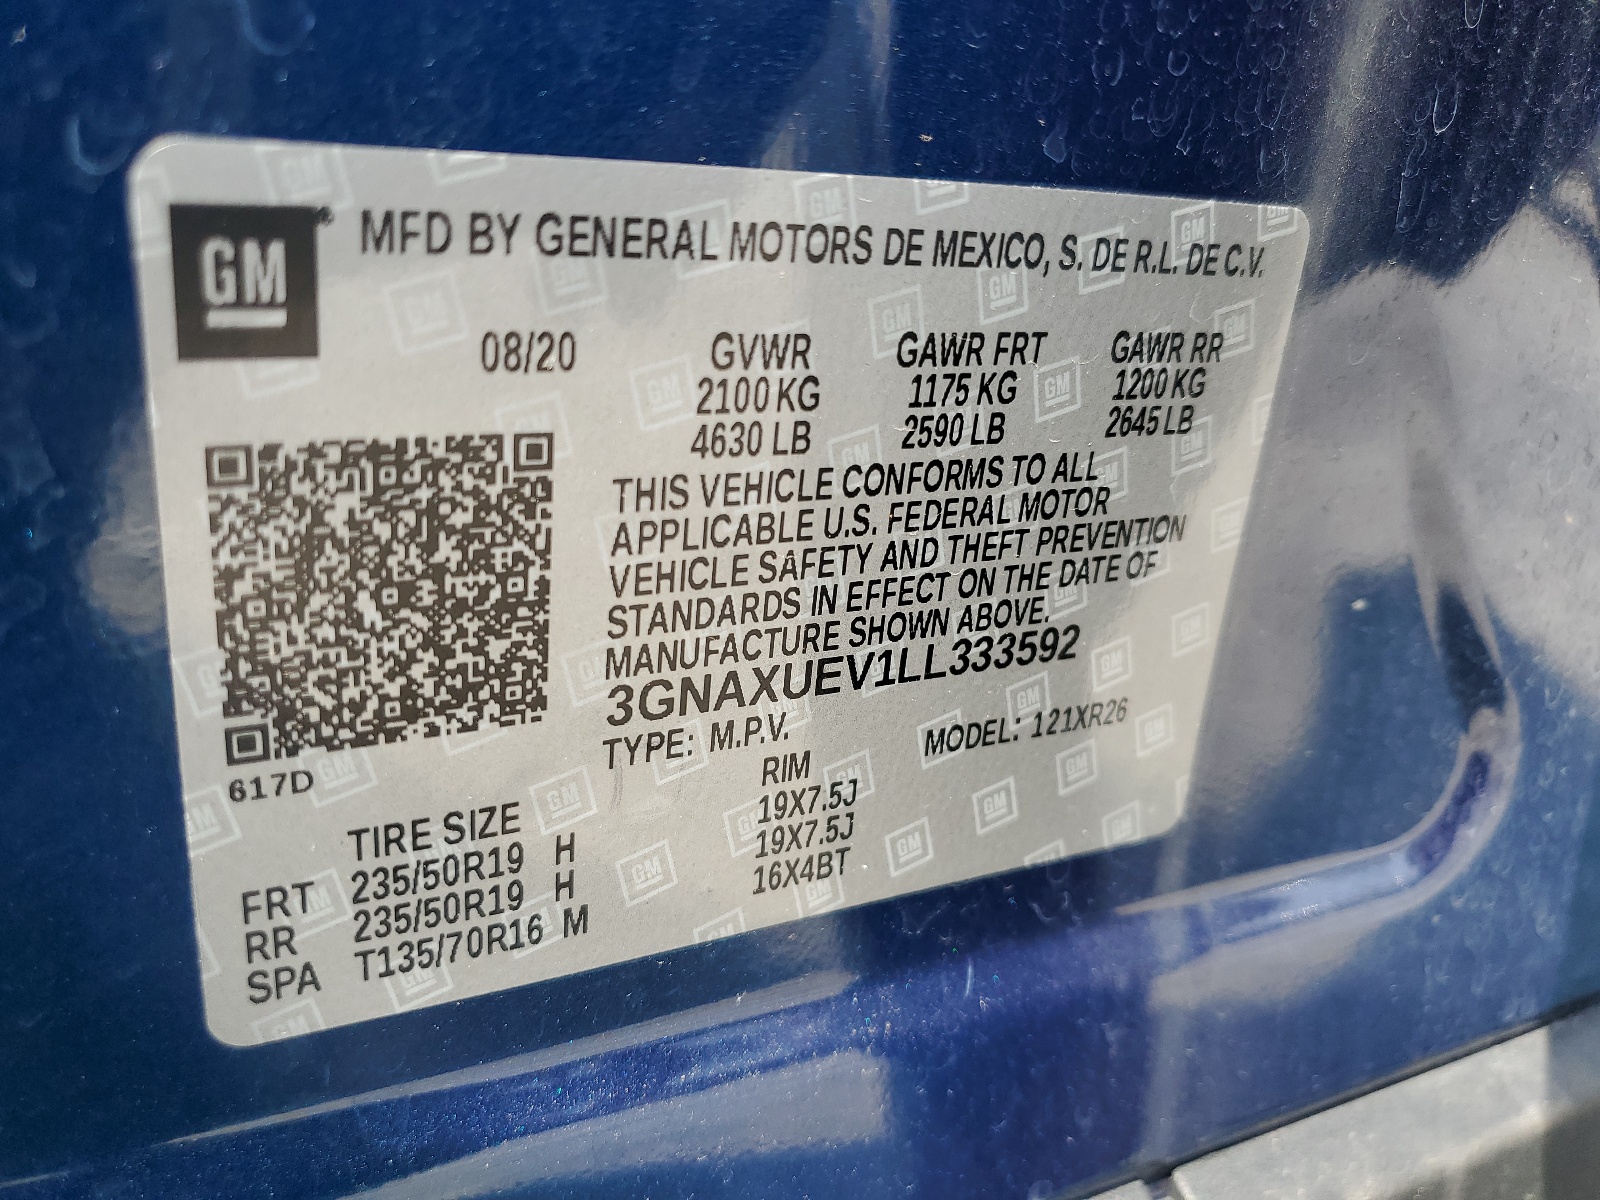 GM® MFD BY GENERAL MOTORS DE MEXICO, S. DE R.L. DE C.V.
08/20 GVWR GAWR FRT GAWR RR
2100 KG 1175 KG 1200 KG
4630 LB 2590 LB 2645 LB
THIS VEHICLE CONFORMS TO ALL
APPLICABLE U.S. FEDERAL MOTOR
VEHICLE SAFETY AND THEFT PREVENTION
STANDARDS IN EFFECT ON THE DATE OF
MANUFACTURE SHOWN ABOVE.
3GNAXUEV1LL333592
TYPE: M.P.V. MODEL: 121XR26
617D
TIRE SIZE RIM
FRT 235/50R19 H 19X7.5J
RR 235/50R19 H 19X7.5J
SPA T135/70R16 M 16X4BT